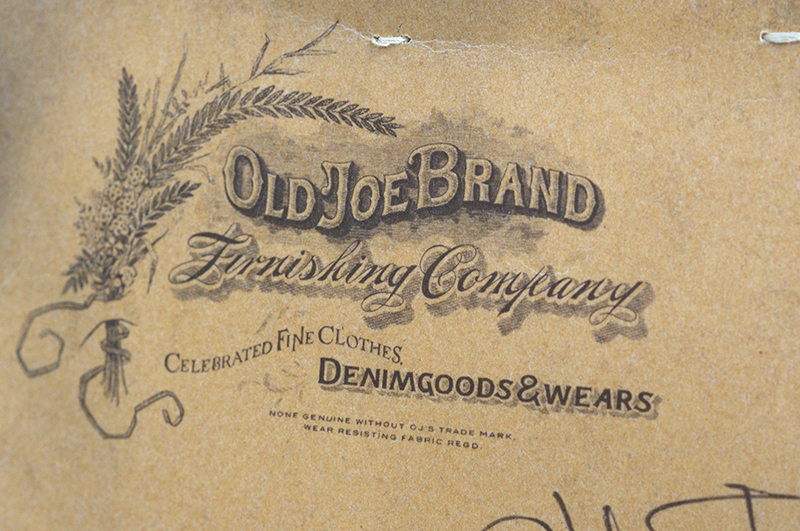 OLD JOE BRAND
Furnishing Company
CELEBRATED FINE CLOTHES,
DENIMGOODS & WEARS
NONE GENUINE WITHOUT OJ'S TRADE MARK.
WEAR RESISTING FABRIC REGD.